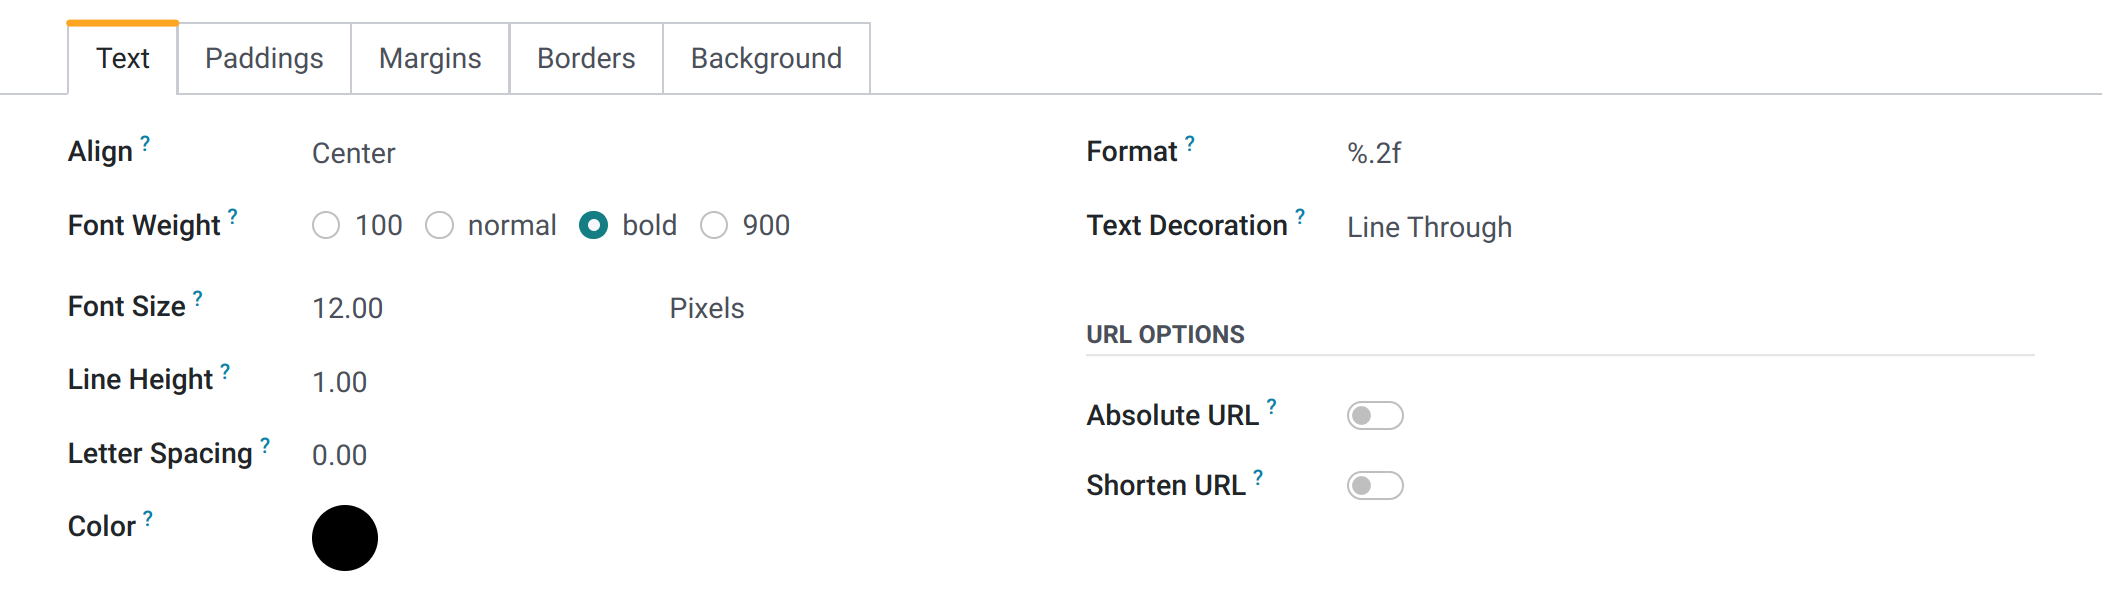 Text Paddings Margins Borders Background
Align ? Center
Font Weight ? 100 normal bold 900
Font Size ? 12.00 Pixels
Line Height ? 1.00
Letter Spacing ? 0.00
Color ?
Format ? %.2f
Text Decoration ? Line Through
URL OPTIONS
Absolute URL ?
Shorten URL ?